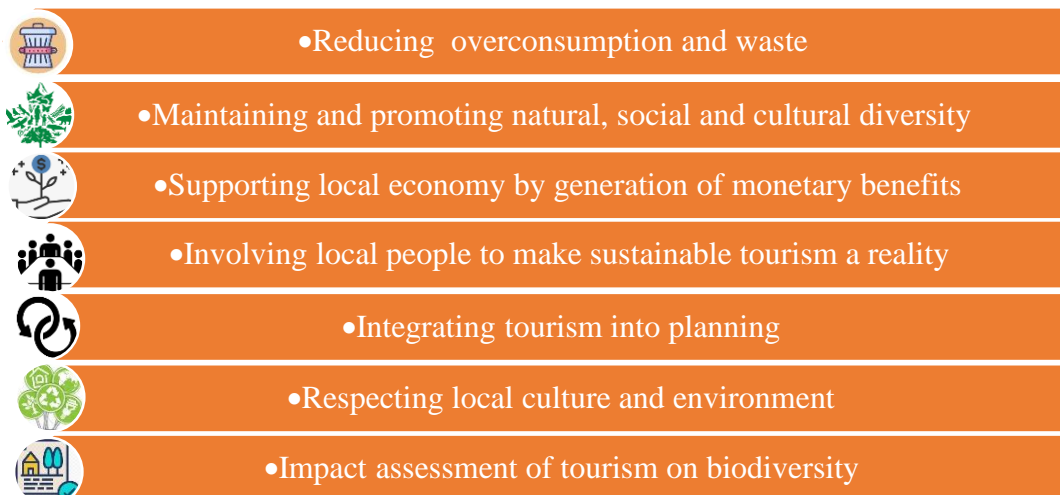 •Reducing  overconsumption and waste
•Maintaining and promoting natural, social and cultural diversity
•Supporting local economy by generation of monetary benefits
•Involving local people to make sustainable tourism a reality
•Integrating tourism into planning
•Respecting local culture and environment
•Impact assessment of tourism on biodiversity